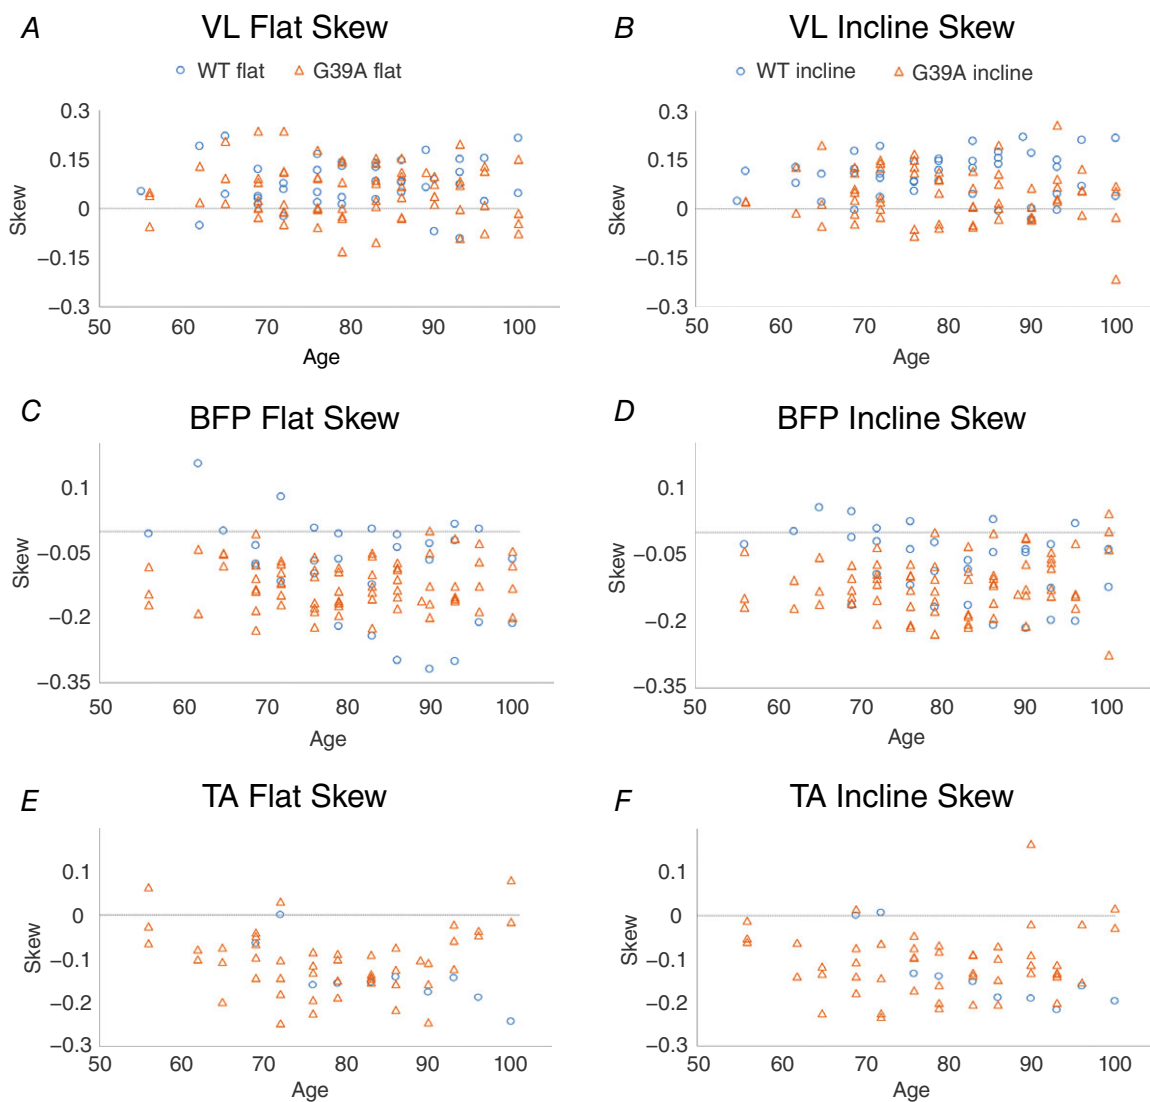 A VL Flat Skew
WT flat G39A flat
0.3
0.15
0
−0.15
−0.3
Skew
50 60 70 80 90 100
Age
B VL Incline Skew
WT incline G39A incline
0.3
0.15
0
−0.15
−0.3
Skew
50 60 70 80 90 100
Age
C BFP Flat Skew
0.1
−0.05
−0.2
−0.35
Skew
50 60 70 80 90 100
Age
D BFP Incline Skew
0.1
−0.05
−0.2
−0.35
Skew
50 60 70 80 90 100
Age
E TA Flat Skew
0.1
0
−0.1
−0.2
−0.3
Skew
50 60 70 80 90 100
Age
F TA Incline Skew
0.1
0
−0.1
−0.2
−0.3
Skew
50 60 70 80 90 100
Age